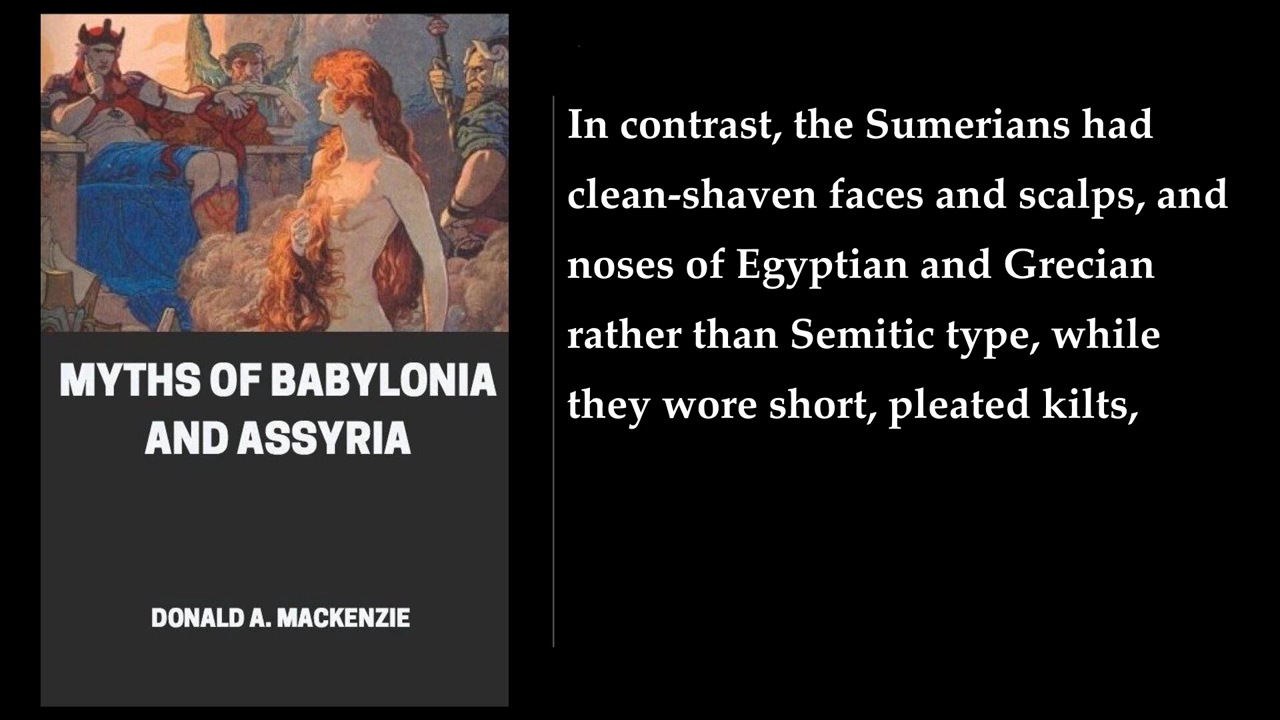 MYTHS OF BABYLONIA
AND ASSYRIA
DONALD A. MACKENZIE
In contrast, the Sumerians had
clean-shaven faces and scalps, and
noses of Egyptian and Grecian
rather than Semitic type, while
they wore short, pleated kilts,